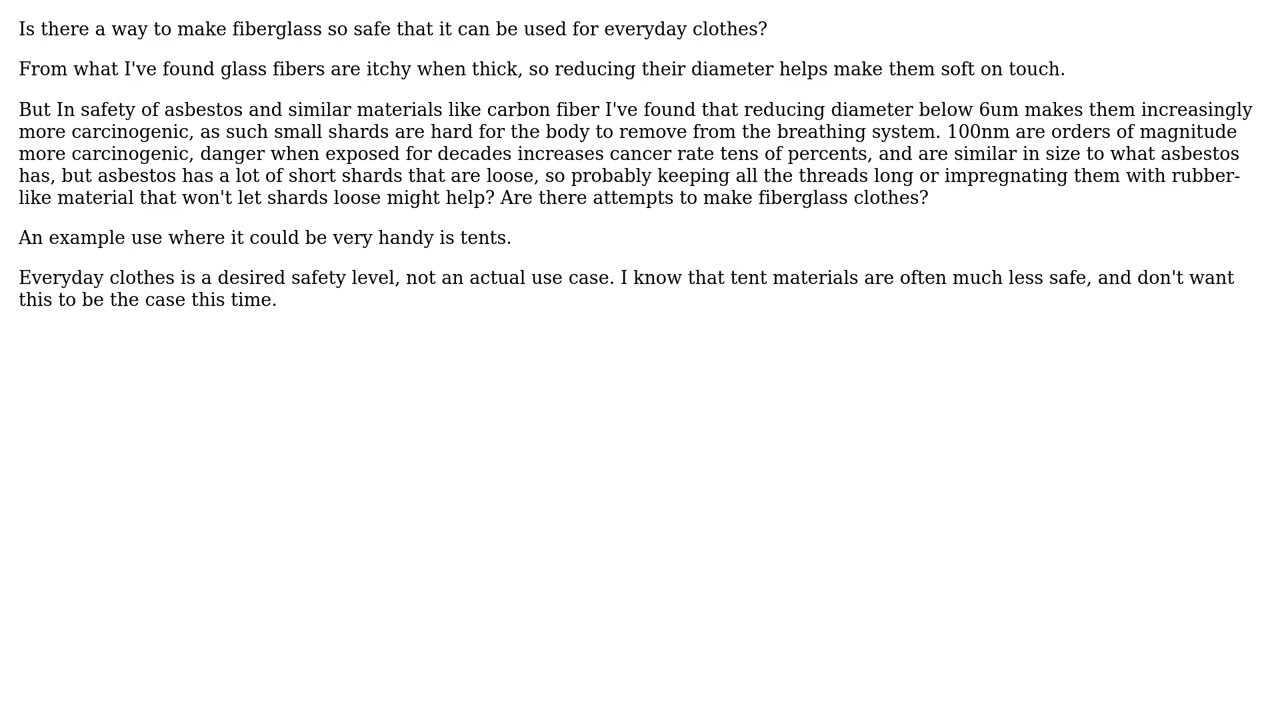 Is there a way to make fiberglass so safe that it can be used for everyday clothes?
From what I've found glass fibers are itchy when thick, so reducing their diameter helps make them soft on touch.
But In safety of asbestos and similar materials like carbon fiber I've found that reducing diameter below 6um makes them increasingly
more carcinogenic, as such small shards are hard for the body to remove from the breathing system. 100nm are orders of magnitude
more carcinogenic, danger when exposed for decades increases cancer rate tens of percents, and are similar in size to what asbestos
has, but asbestos has a lot of short shards that are loose, so probably keeping all the threads long or impregnating them with rubber-
like material that won't let shards loose might help? Are there attempts to make fiberglass clothes?
An example use where it could be very handy is tents.
Everyday clothes is a desired safety level, not an actual use case. I know that tent materials are often much less safe, and don't want
this to be the case this time.